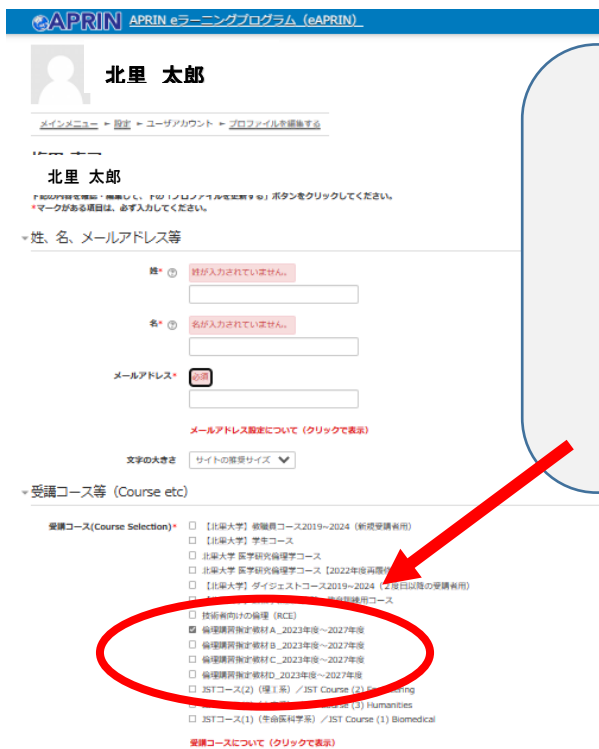 APRIN APRIN eラーニングプログラム（eAPRIN）
北里 太郎
メインメニュー ► 設定 ► ユーザアカウント ► プロファイルを編集する
北里 太郎
下記の内容を確認・編集して、下の「プロファイルを更新する」ボタンをクリックしてください。
*マークがある項目は、必ず入力してください。
姓、名、メールアドレス等
姓* 姓が入力されていません。
名* 名が入力されていません。
メールアドレス* 必須
メールアドレス設定について（クリックで表示）
文字の大きさ サイトの推奨サイズ
受講コース等（Course etc）
受講コース(Course Selection)* 【北里大学】教職員コース2019~2024（新規受講者用）
【北里大学】学生コース
北里大学 医学研究倫理学コース
北里大学 医学研究倫理学コース【2022年度再履修
【北里大学】ダイジェストコース2019~2024（２度目以降の受講者用）
コース
技術者向けの倫理（RCE）
倫理講習指定教材Ａ_2023年度～2027年度
倫理講習指定教材Ｂ_2023年度～2027年度
倫理講習指定教材Ｃ_2023年度～2027年度
倫理講習指定教材D_2023年度～2027年度
JSTコース(2)（理工系）／JST Course (2)
(3) Humanities
JSTコース(1)（生命医科学系）／JST Course (1) Biomedical
受講コースについて（クリックで表示）